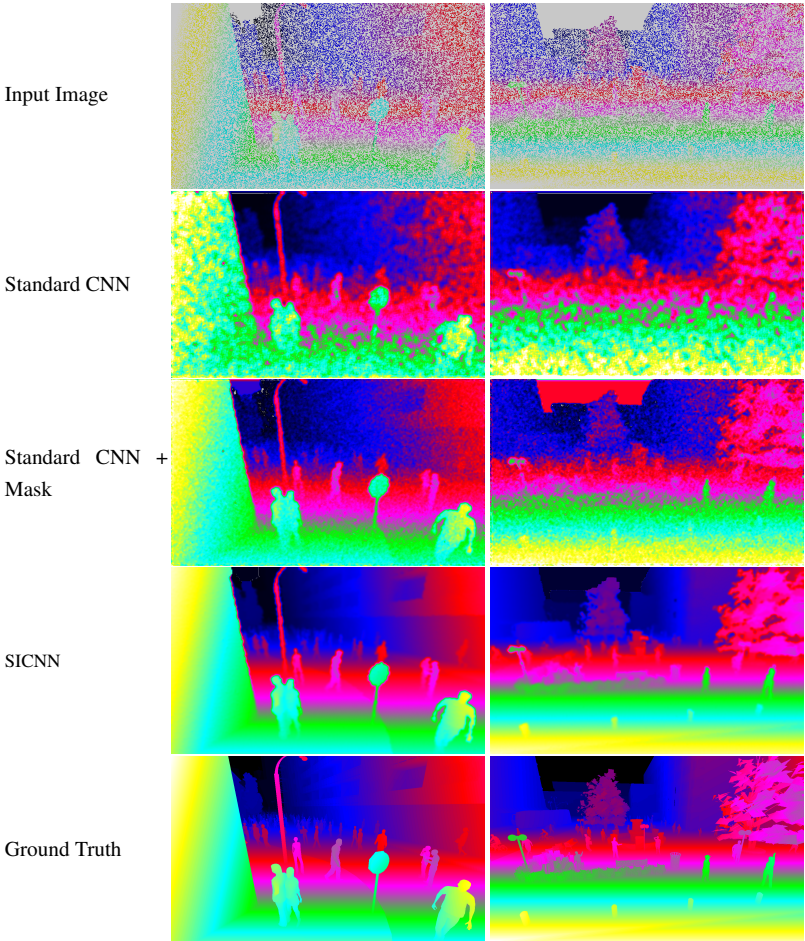 Input Image
Standard CNN
Standard CNN +
Mask
SICNN
Ground Truth